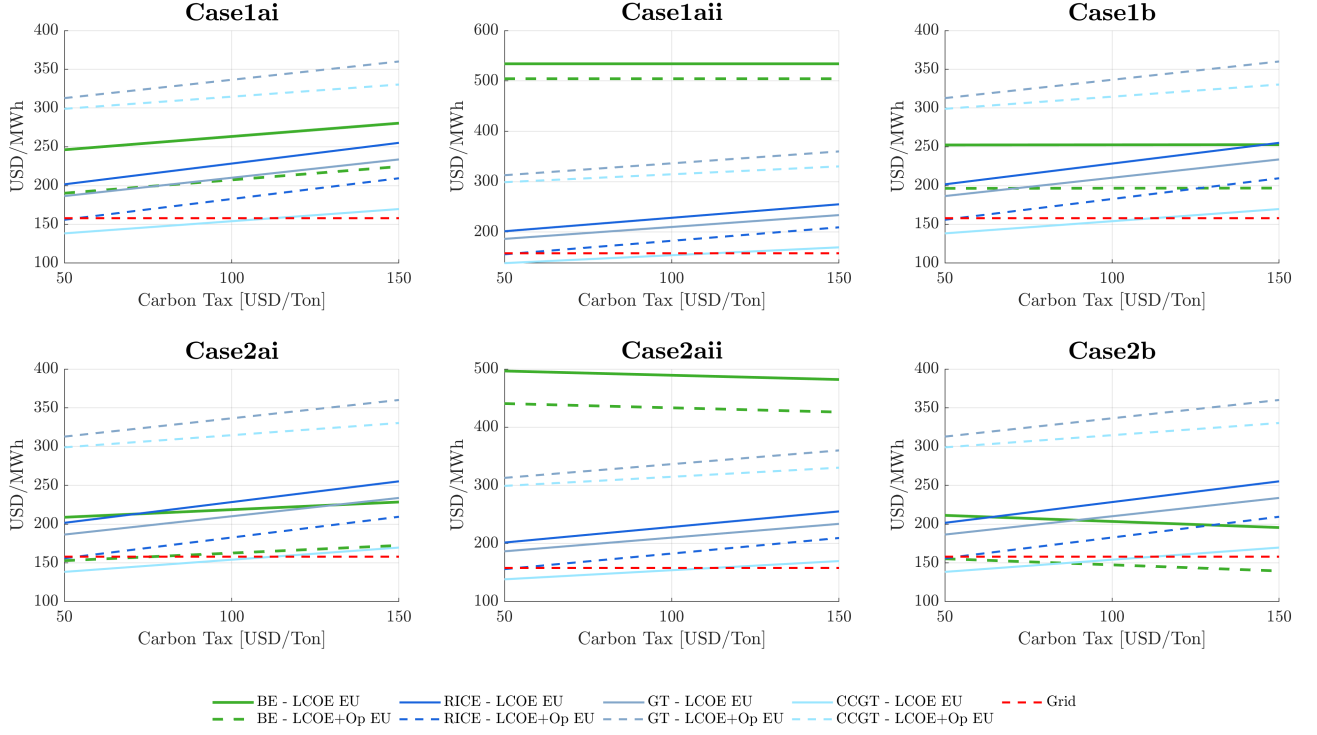 Case1ai
400
350
300
250
200
150
100
USD/MWh
50
100
150
Carbon Tax [USD/Ton]
Case1aii
600
500
400
300
200
USD/MWh
50
100
150
Carbon Tax [USD/Ton]
Case1b
400
350
300
250
200
150
100
USD/MWh
50
100
150
Carbon Tax [USD/Ton]
Case2ai
400
350
300
250
200
150
100
USD/MWh
50
100
150
Carbon Tax [USD/Ton]
Case2aii
500
400
300
200
100
USD/MWh
50
100
150
Carbon Tax [USD/Ton]
Case2b
400
350
300
250
200
150
100
USD/MWh
50
100
150
Carbon Tax [USD/Ton]
BE - LCOE EU
RICE - LCOE EU
GT - LCOE EU
CCGT - LCOE EU
Grid
BE - LCOE+Op EU
RICE - LCOE+Op EU
GT - LCOE+Op EU
CCGT - LCOE+Op EU